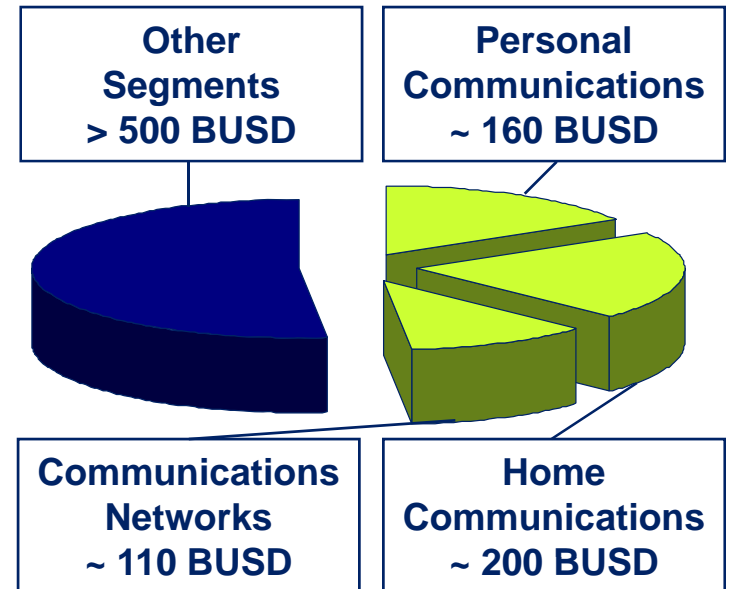 Other
Segments
> 500 BUSD
Personal
Communications
~ 160 BUSD
Communications
Networks
~ 110 BUSD
Home
Communications
~ 200 BUSD